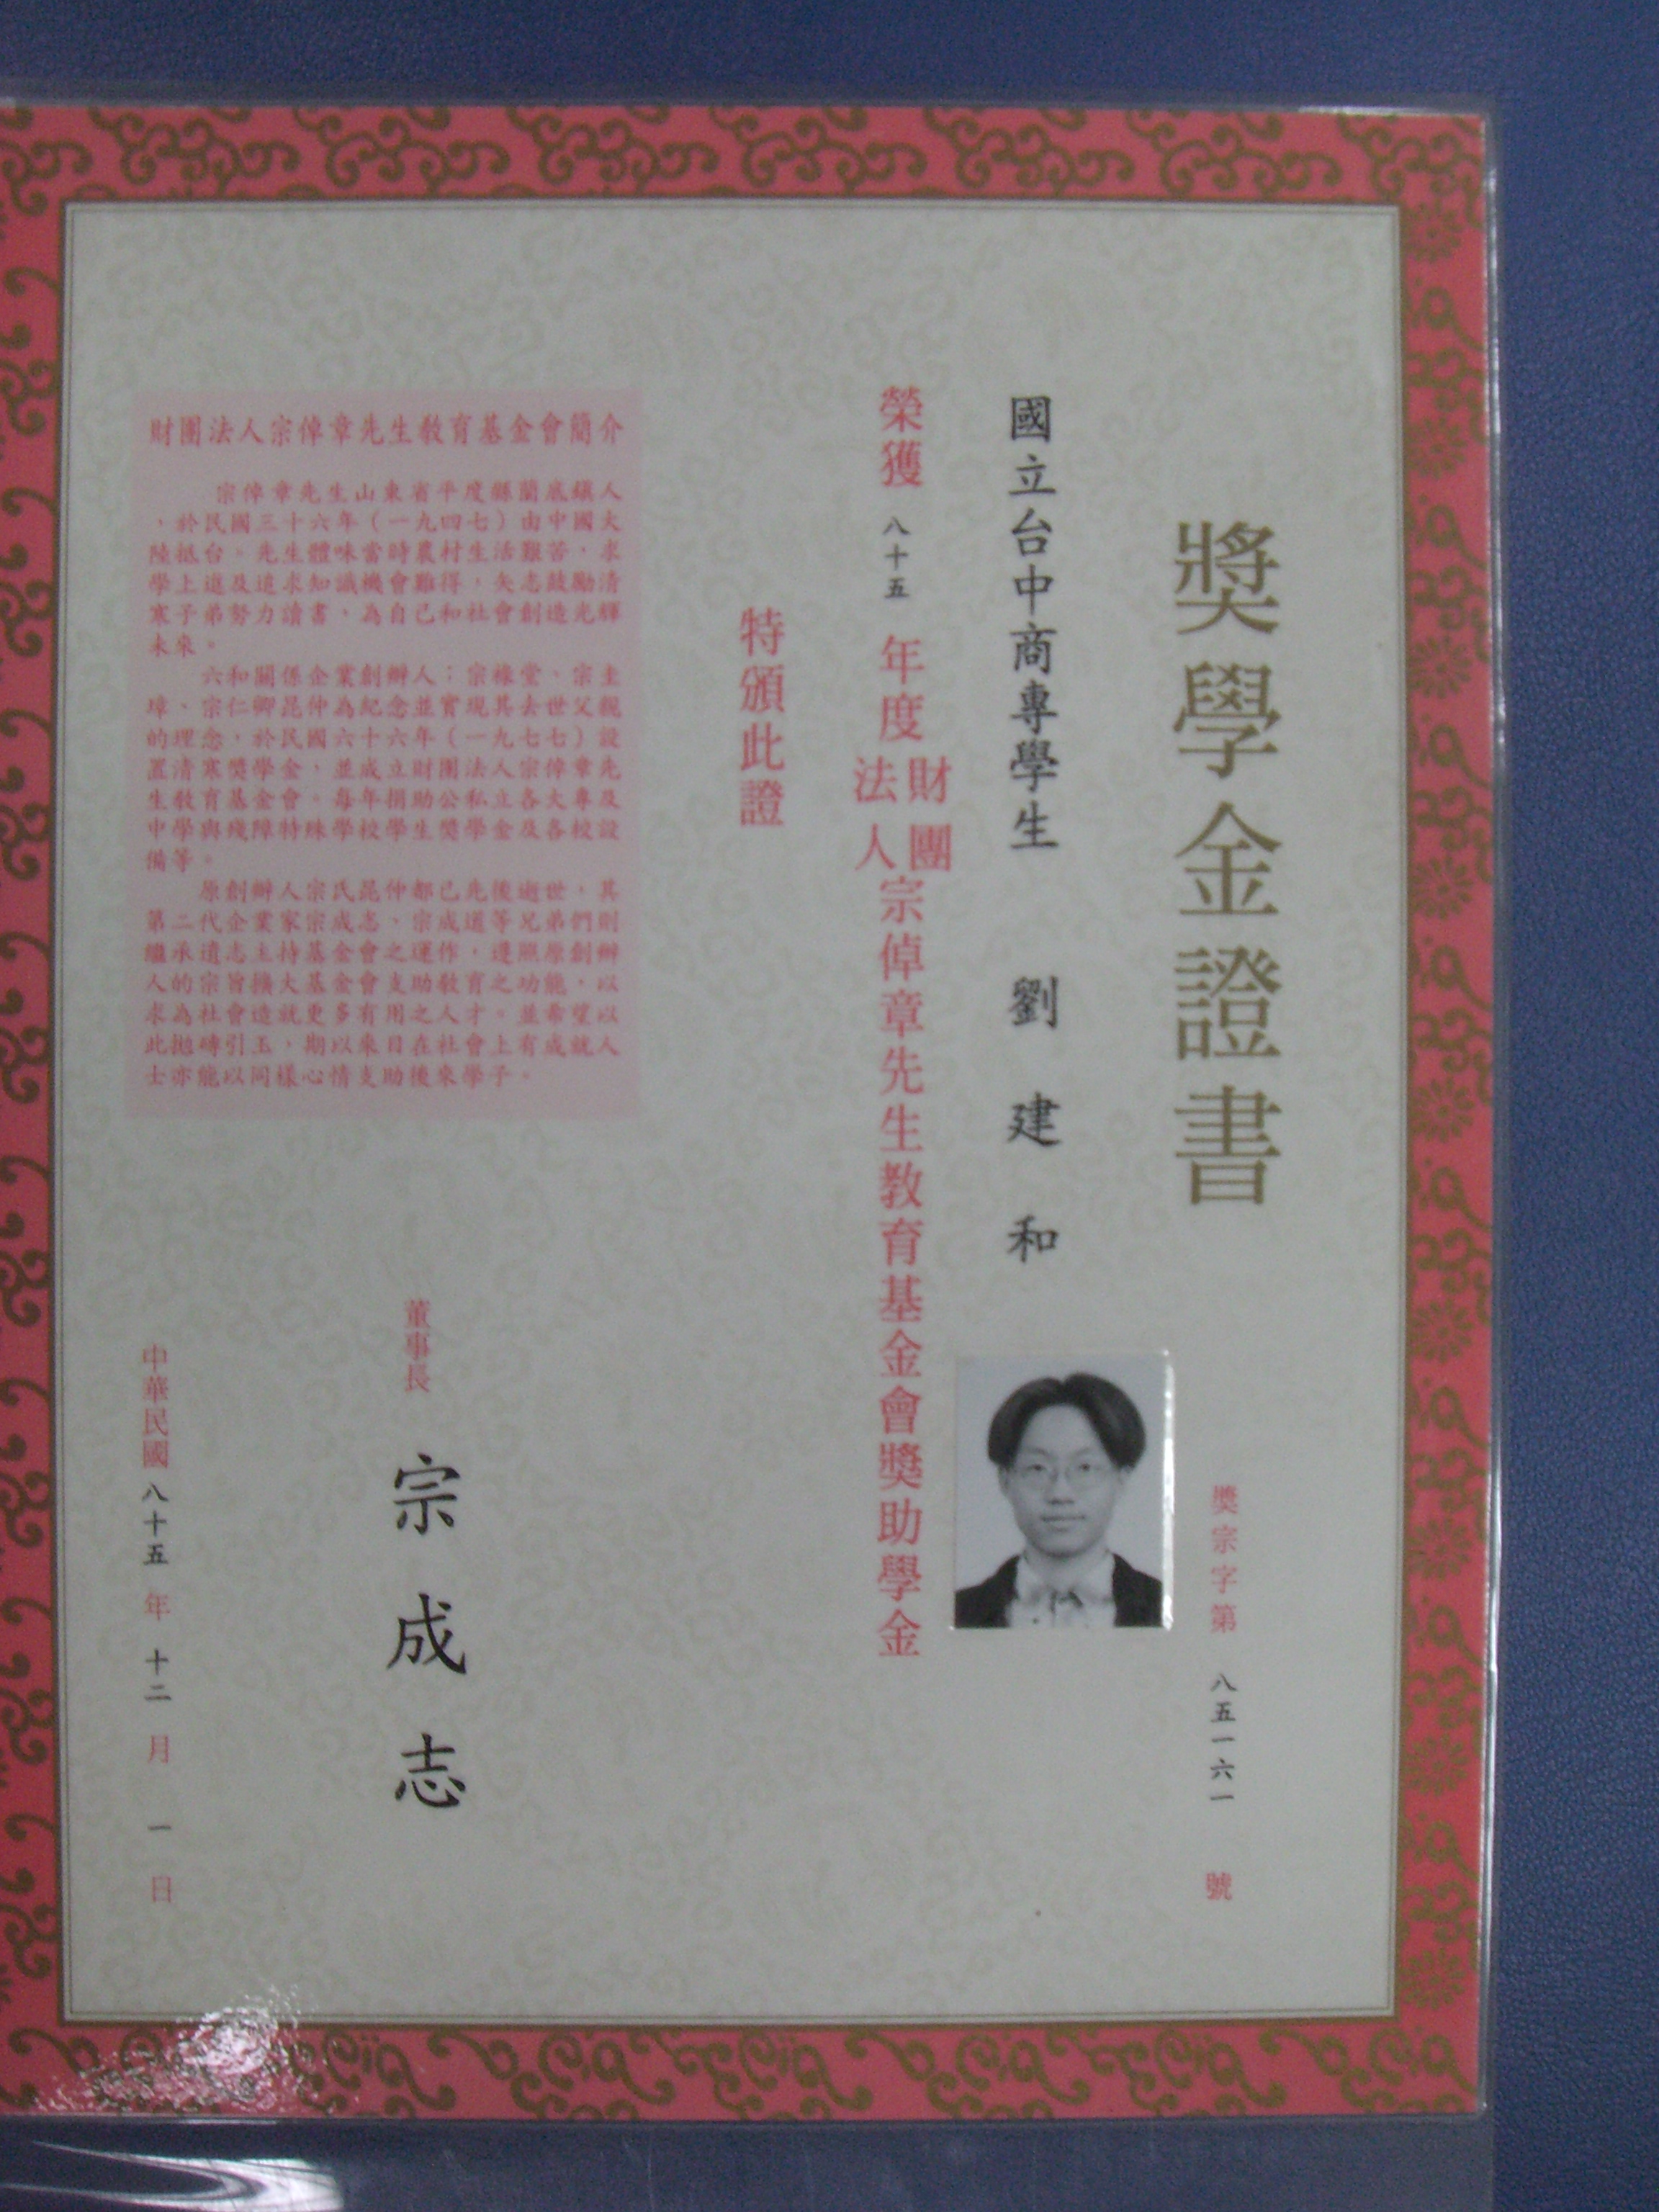 獎學金證書
獎宗字第 八五一六一 號
國立台中商專學生 劉建和
榮獲 八十五 年度財團法人宗倬章先生教育基金會獎助學金
特頒此證
財團法人宗倬章先生教育基金會簡介
宗倬章先生山東省平度縣蘭底鎮人
，於民國三十六年（一九四七）由中國大
陸抵台。先生體味當時農村生活艱苦，求
學上進及追求知識機會難得，矢志鼓勵清
寒子弟努力讀書，為自己和社會創造光輝
未來。
六和關係企業創辦人；宗祿堂、宗圭
璋、宗仁卿昆仲為紀念並實現其去世父親
的理念，於民國六十六年（一九七七）設
置清寒獎學金，並成立財團法人宗倬章先
生教育基金會。每年捐助公私立各大專及
中學與殘障特殊學校學生獎學金及各校設
備等。
原創辦人宗氏昆仲都已先後逝世，其
第二代企業家宗成志、宗成道等兄弟們則
繼承遺志主持基金會之運作，遵照原創辦
人的宗旨擴大基金會支助教育之功能，以
求為社會造就更多有用之人才。並希望以
此拋磚引玉，期以來日在社會上有成就人
士亦能以同樣心情支助後來學子。
董事長 宗成志
中華民國 八十五 年 十二 月 一 日